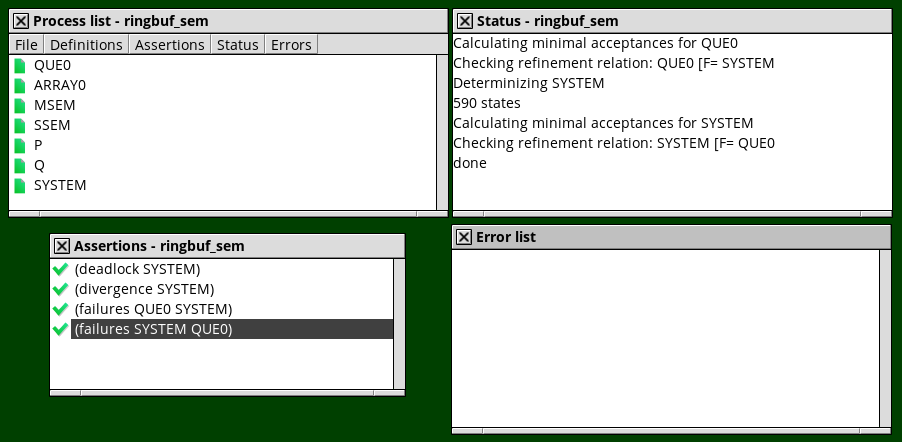 Process list - ringbuf_sem
File Definitions Assertions Status Errors
QUE0
ARRAY0
MSEM
SSEM
P
Q
SYSTEM
Status - ringbuf_sem
Calculating minimal acceptances for QUE0
Checking refinement relation: QUE0 [F= SYSTEM
Determinizing SYSTEM
590 states
Calculating minimal acceptances for SYSTEM
Checking refinement relation: SYSTEM [F= QUE0
done
Assertions - ringbuf_sem
(deadlock SYSTEM)
(divergence SYSTEM)
(failures QUE0 SYSTEM)
(failures SYSTEM QUE0)
Error list